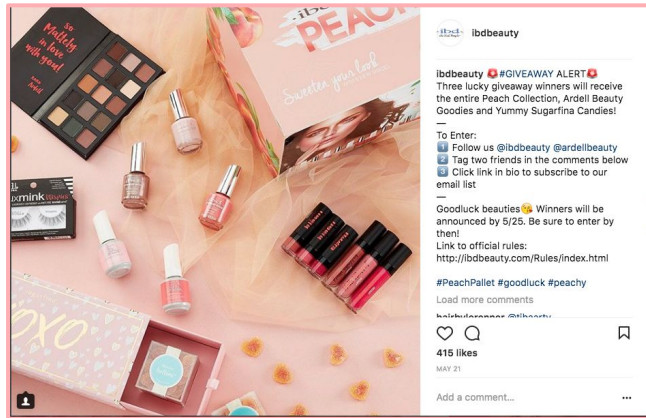 so
Mattely
in love
with you!
xoxo
Ardell
ibd
PEACH
Sweeten your look
uxmink
XOXO
ibd
ibdbeauty
ibdbeauty 🚨#GIVEAWAY ALERT🚨
Three lucky giveaway winners will receive
the entire Peach Collection, Ardell Beauty
Goodies and Yummy Sugarfina Candies!
—
To Enter:
1️⃣ Follow us @ibdbeauty @ardellbeauty
2️⃣ Tag two friends in the comments below
3️⃣ Click link in bio to subscribe to our
email list
—
Goodluck beauties😘 Winners will be
announced by 5/25. Be sure to enter by
then!
Link to official rules:
http://ibdbeauty.com/Rules/index.html
#PeachPallet #goodluck #peachy
Load more comments
415 likes
MAY 21
Add a comment...